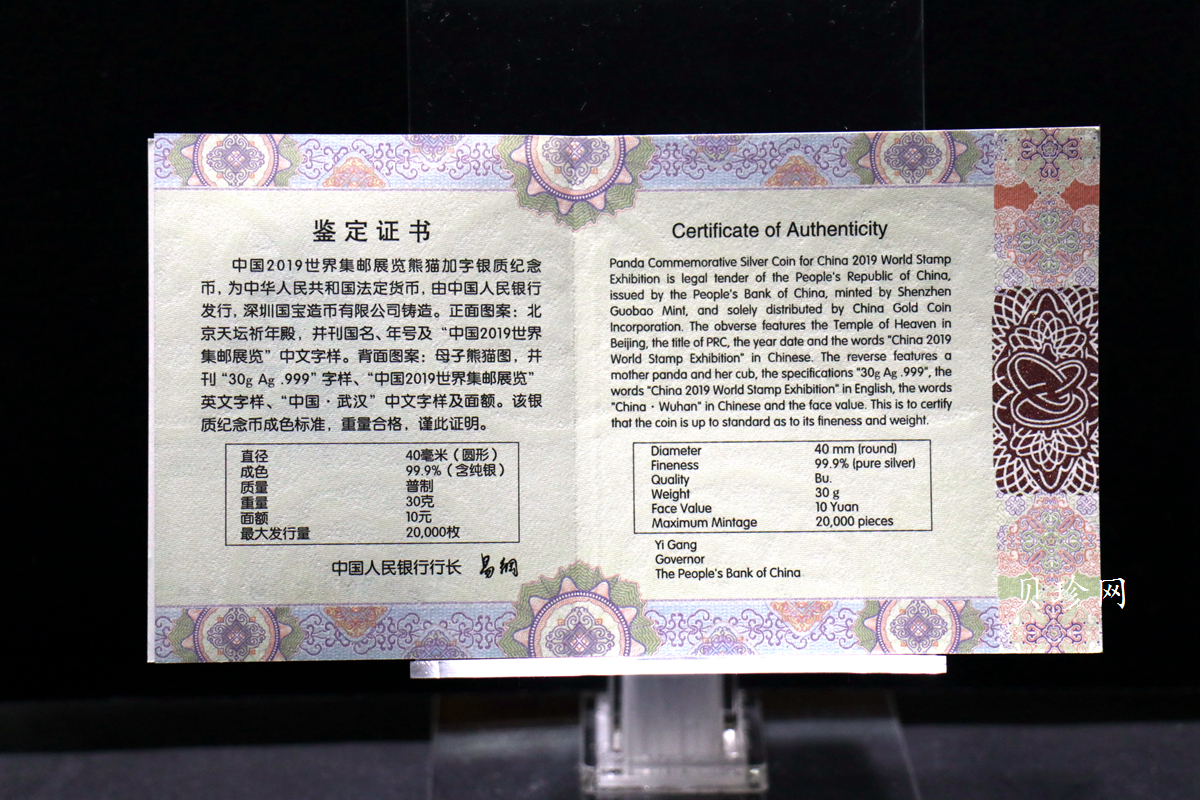 鉴定证书
中国2019世界集邮展览熊猫加字银质纪念
币，为中华人民共和国法定货币，由中国人民银行
发行，深圳国宝造币有限公司铸造。正面图案：北
京天坛祈年殿，并刊国名、年号及“中国2019世界
集邮展览”中文字样。背面图案：母子熊猫图，并
刊“30g Ag .999”字样、“中国2019世界集邮展览”
英文字样、“中国·武汉”中文字样及面额。该银
质纪念币成色标准，重量合格，谨此证明。
直径 40毫米（圆形）
成色 99.9%（含纯银）
质量 普制
重量 30克
面额 10元
最大发行量 20,000枚
中国人民银行行长 易纲
Certificate of Authenticity
Panda Commemorative Silver Coin for China 2019 World Stamp
Exhibition is legal tender of the People's Republic of China,
issued by the People's Bank of China, minted by Shenzhen
Guobao Mint, and solely distributed by China Gold Coin
Incorporation. The obverse features the Temple of Heaven in
Beijing, the title of PRC, the year date and the words "China 2019
World Stamp Exhibition" in Chinese. The reverse features a
mother panda and her cub, the specifications "30g Ag .999", the
words "China 2019 World Stamp Exhibition" in English, the words
"China · Wuhan" in Chinese and the face value. This is to certify
that the coin is up to standard as to its fineness and weight.
Diameter 40 mm (round)
Fineness 99.9% (pure silver)
Quality Bu.
Weight 30 g
Face Value 10 Yuan
Maximum Mintage 20,000 pieces
Yi Gang
Governor
The People's Bank of China
贝珍网